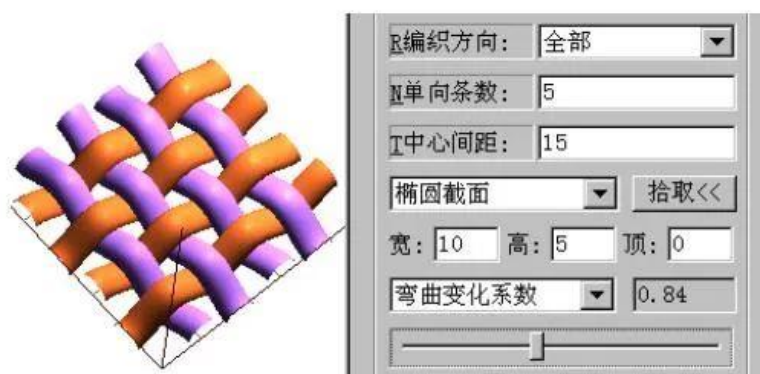 R编织方向： 全部
N单向条数： 5
T中心间距： 15
椭圆截面 拾取<<
宽： 10 高： 5 顶： 0
弯曲变化系数 0.84